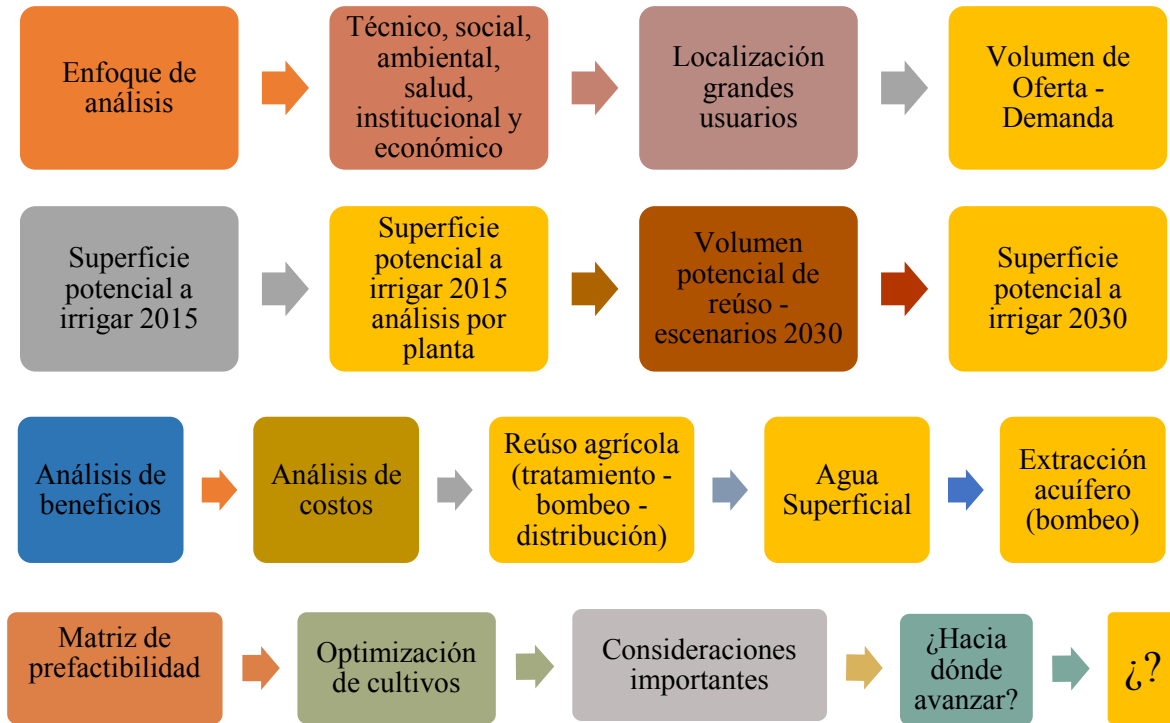 Enfoque de
análisis
Técnico, social,
ambiental,
salud,
institucional y
económico
Localización
grandes
usuarios
Volumen de
Oferta -
Demanda
Superficie
potencial a
irrigar 2015
Superficie
potencial a
irrigar 2015
análisis por
planta
Volumen
potencial de
reúso -
escenarios 2030
Superficie
potencial a
irrigar 2030
Análisis de
beneficios
Análisis de
costos
Reúso agrícola
(tratamiento -
bombeo -
distribución)
Agua
Superficial
Extracción
acuífero
(bombeo)
Matriz de
prefactibilidad
Optimización
de cultivos
Consideraciones
importantes
¿Hacia
dónde
avanzar?
¿?